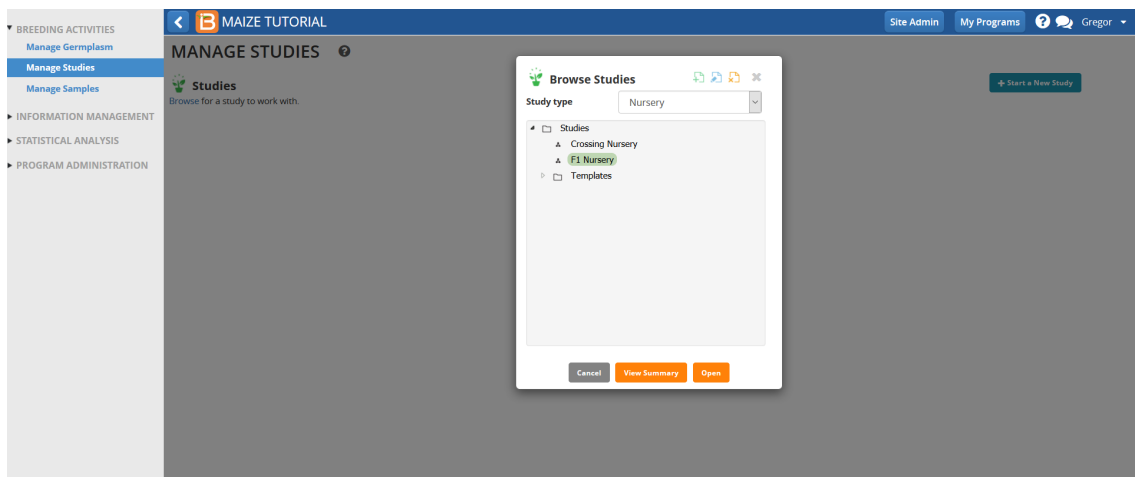 BREEDING ACTIVITIES
Manage Germplasm
Manage Studies
Manage Samples
INFORMATION MANAGEMENT
STATISTICAL ANALYSIS
PROGRAM ADMINISTRATION
B MAIZE TUTORIAL
Site Admin
My Programs
?
Gregor
MANAGE STUDIES ?
Studies
Browse for a study to work with.
+ Start a New Study
Browse Studies
Study type Nursery
Studies
Crossing Nursery
F1 Nursery
Templates
Cancel View Summary Open